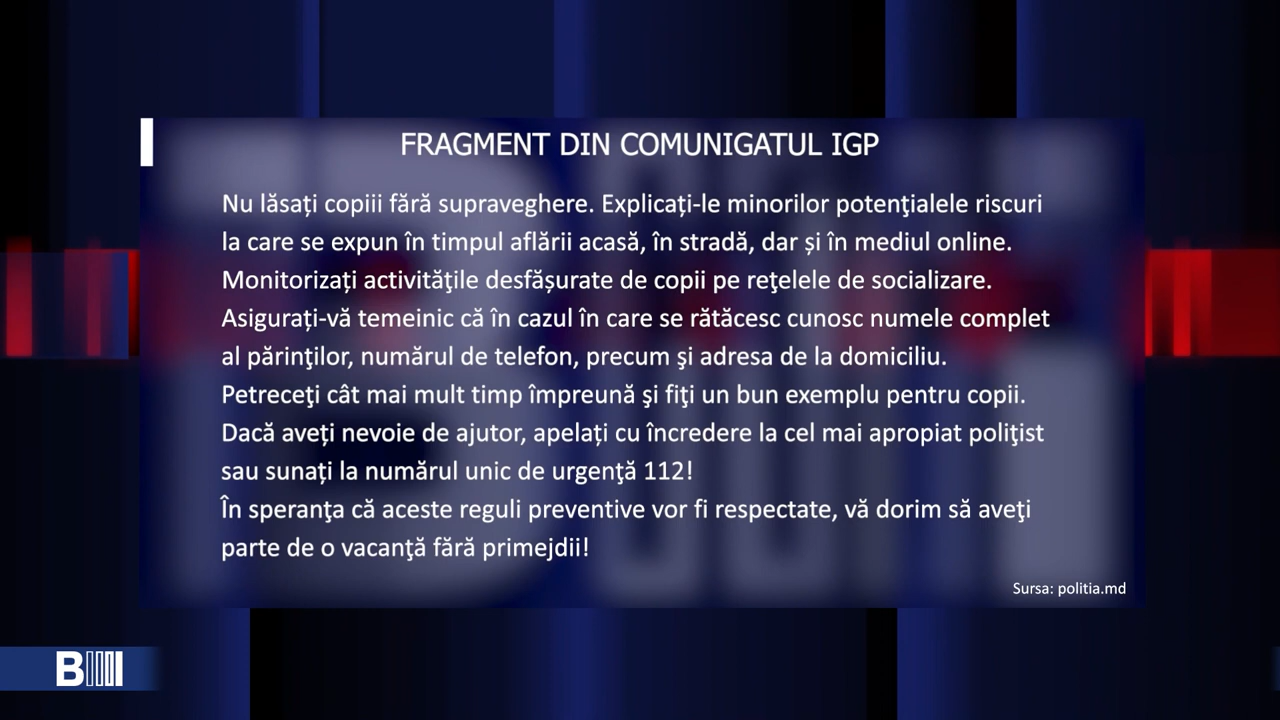 FRAGMENT DIN COMUNIGATUL IGP
Nu lăsați copiii fără supraveghere. Explicați-le minorilor potenţialele riscuri
la care se expun în timpul aflării acasă, în stradă, dar și în mediul online.
Monitorizați activităţile desfășurate de copii pe reţelele de socializare.
Asigurați-vă temeinic că în cazul în care se rătăcesc cunosc numele complet
al părinţilor, numărul de telefon, precum şi adresa de la domiciliu.
Petreceţi cât mai mult timp împreună şi fiţi un bun exemplu pentru copii.
Dacă aveți nevoie de ajutor, apelați cu încredere la cel mai apropiat poliţist
sau sunați la numărul unic de urgenţă 112!
În speranţa că aceste reguli preventive vor fi respectate, vă dorim să aveţi
parte de o vacanţă fără primejdii!
Sursa: politia.md